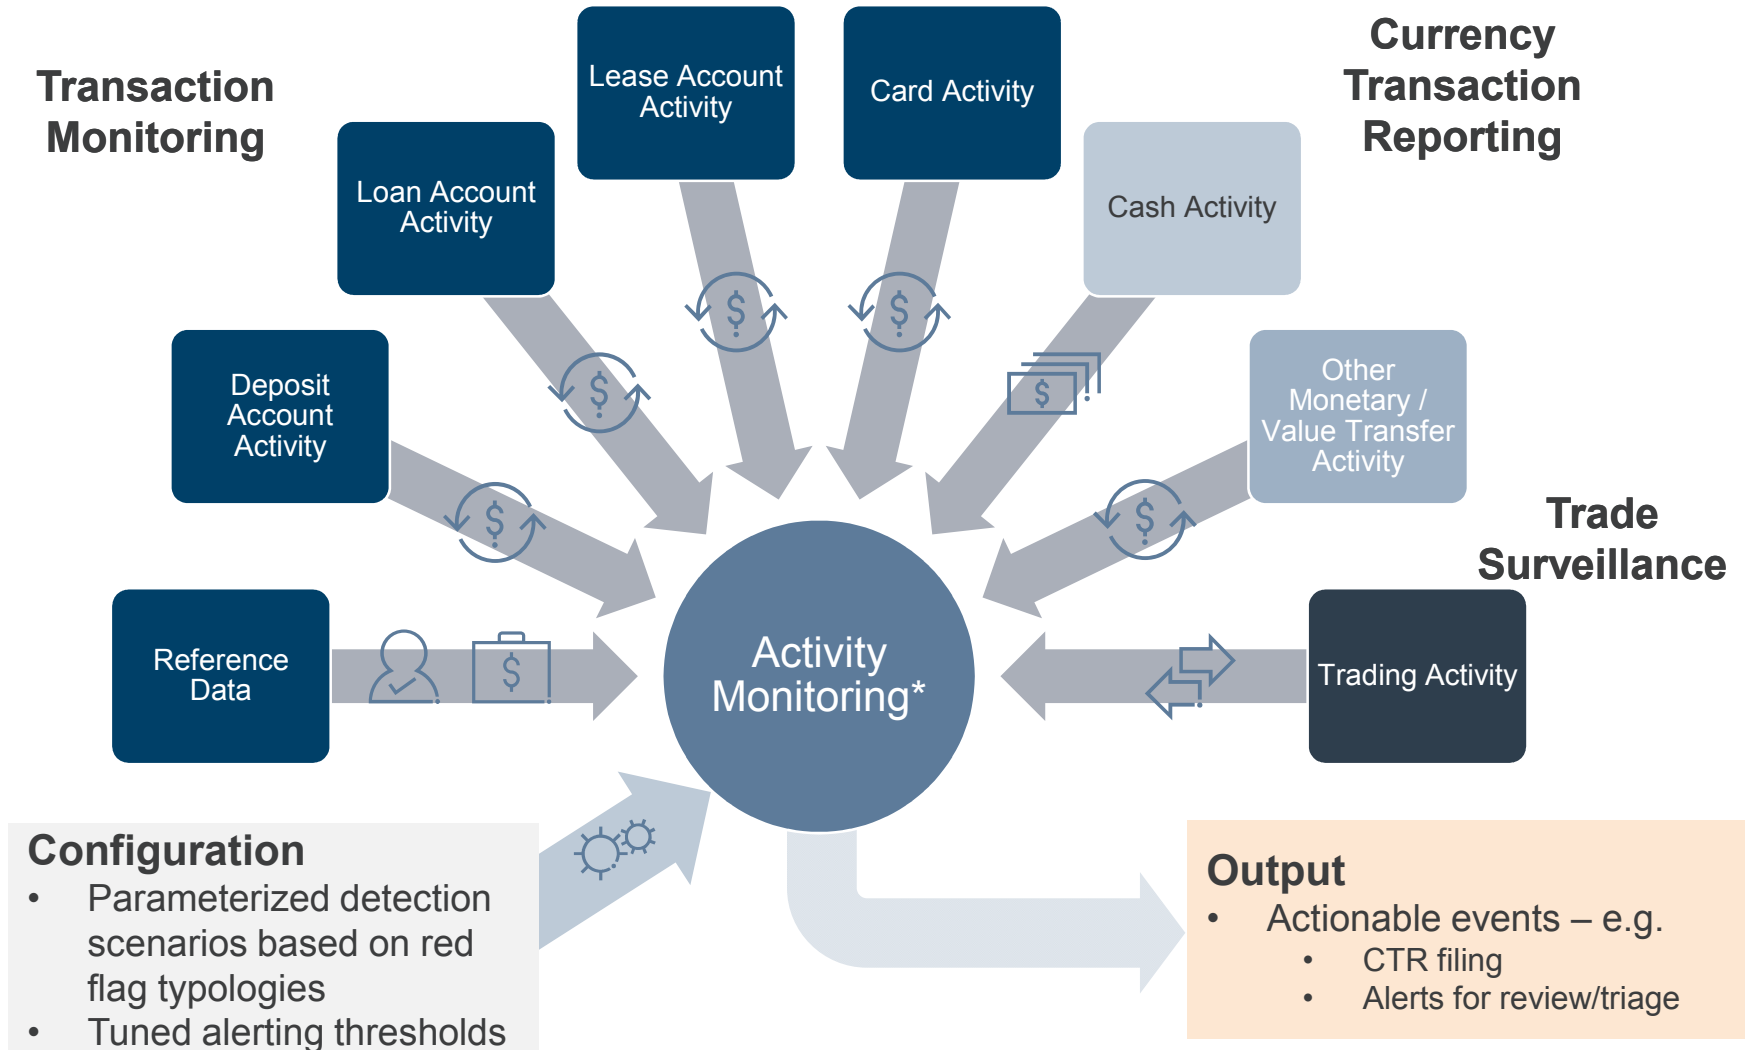 Transaction
Monitoring
Lease Account
Activity
Card Activity
Currency
Transaction
Reporting
Loan Account
Activity
Cash Activity
Deposit
Account
Activity
Other
Monetary /
Value Transfer
Activity
Trade
Surveillance
Reference
Data
$
$
$
$
$
$
$
Activity
Monitoring*
Trading Activity
Configuration
• Parameterized detection
scenarios based on red
flag typologies
• Tuned alerting thresholds
Output
• Actionable events – e.g.
• CTR filing
• Alerts for review/triage